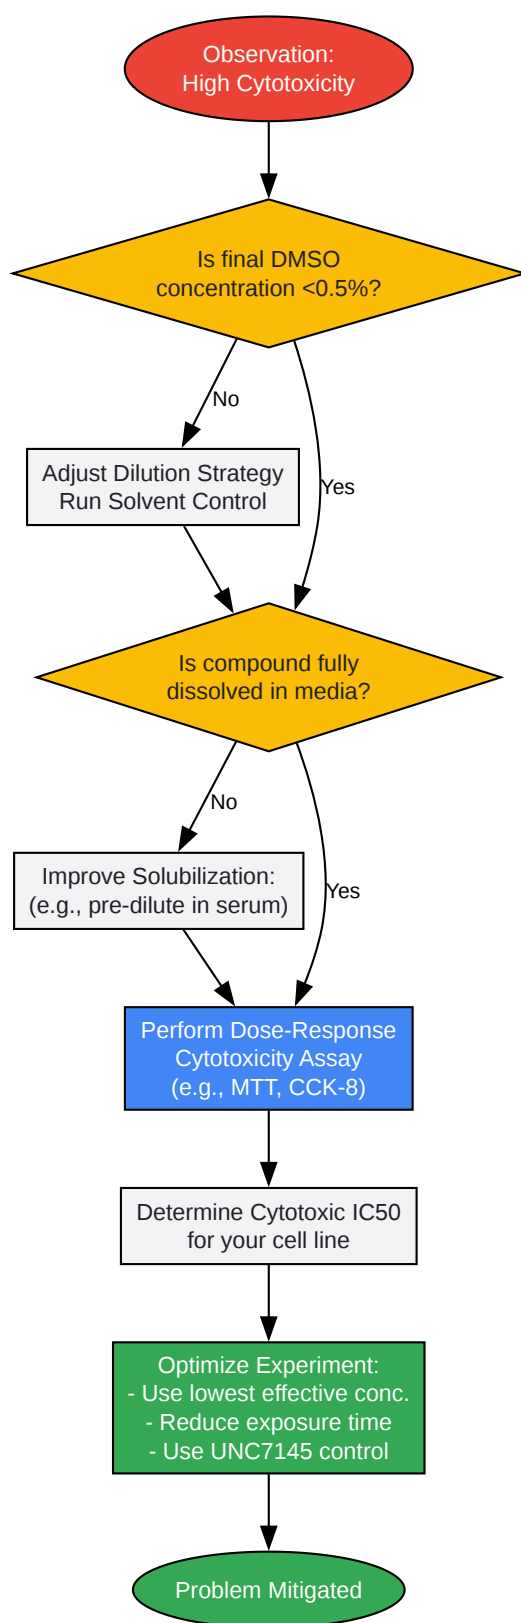 Observation:
High Cytotoxicity
Is final DMSO
concentration <0.5%?
No
Adjust Dilution Strategy
Run Solvent Control
Yes
Is compound fully
dissolved in media?
No
Improve Solubilization:
(e.g., pre-dilute in serum)
Yes
Perform Dose-Response
Cytotoxicity Assay
(e.g., MTT, CCK-8)
Determine Cytotoxic IC50
for your cell line
Optimize Experiment:
- Use lowest effective conc.
- Reduce exposure time
- Use UNC7145 control
Problem Mitigated